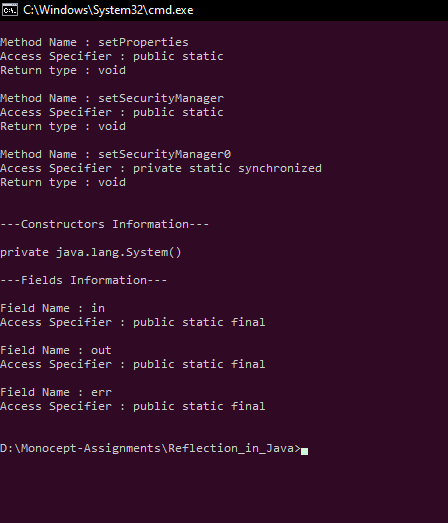 C:\Windows\System32\cmd.exe
Method Name : setProperties
Access Specifier : public static
Return type : void
Method Name : setSecurityManager
Access Specifier : public static
Return type : void
Method Name : setSecurityManager0
Access Specifier : private static synchronized
Return type : void
---Constructors Information---
private java.lang.System()
---Fields Information---
Field Name : in
Access Specifier : public static final
Field Name : out
Access Specifier : public static final
Field Name : err
Access Specifier : public static final
D:\Monocept-Assignments\Reflection_in_Java>